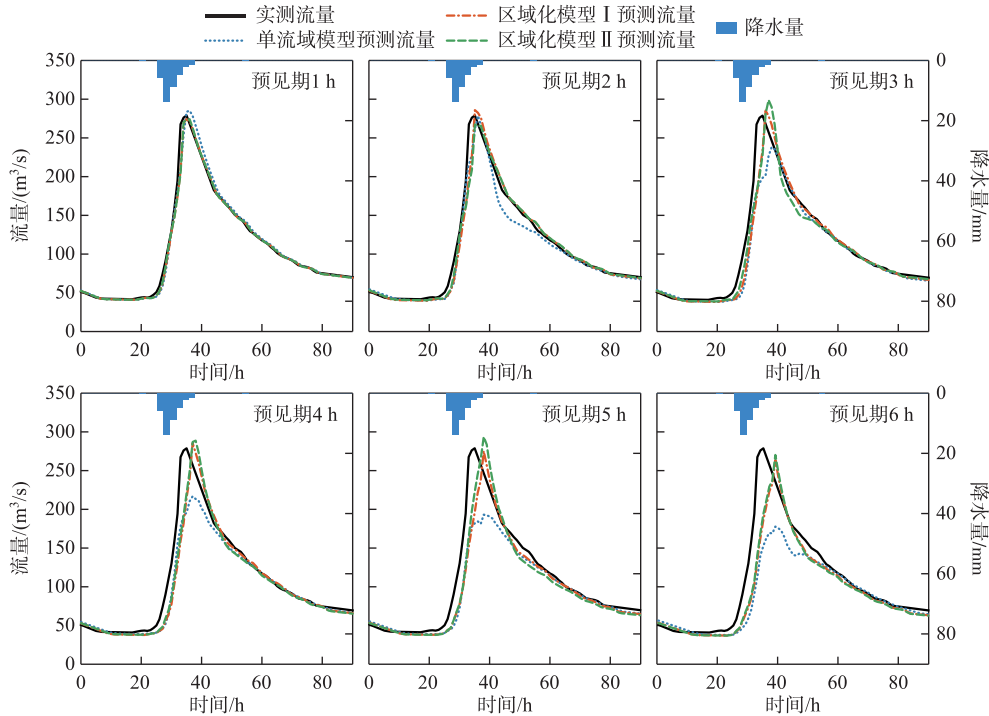 实测流量
区域化模型Ⅰ预测流量
降水量
单流域模型预测流量
区域化模型Ⅱ预测流量
预见期1 h
350
300
250
200
150
100
50
0
流量/(m³/s)
0
20
40
60
80
时间/h
预见期2 h
0
20
40
60
80
时间/h
预见期3 h
0
20
40
60
80
时间/h
0
20
40
60
80
降水量/mm
预见期4 h
350
300
250
200
150
100
50
0
流量/(m³/s)
0
20
40
60
80
时间/h
预见期5 h
0
20
40
60
80
时间/h
预见期6 h
0
20
40
60
80
时间/h
0
20
40
60
80
降水量/mm